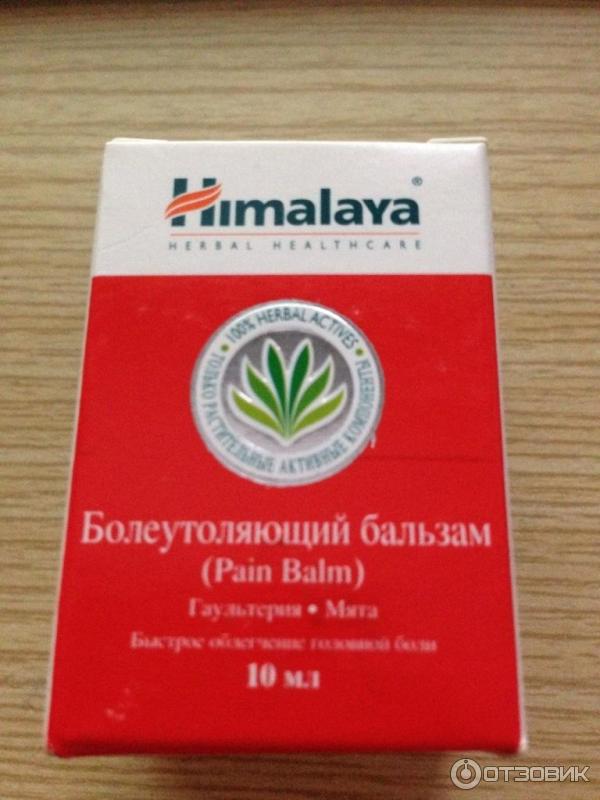 Himalaya®
HERBAL HEALTHCARE
100% HERBAL ACTIVES •
ТОЛЬКО РАСТИТЕЛЬНЫЕ АКТИВНЫЕ КОМПОНЕНТЫ •
Болеутоляющий бальзам
(Pain Balm)
Гаультерия • Мята
Быстрое облегчение головной боли
10 мл
ОТЗОВИК